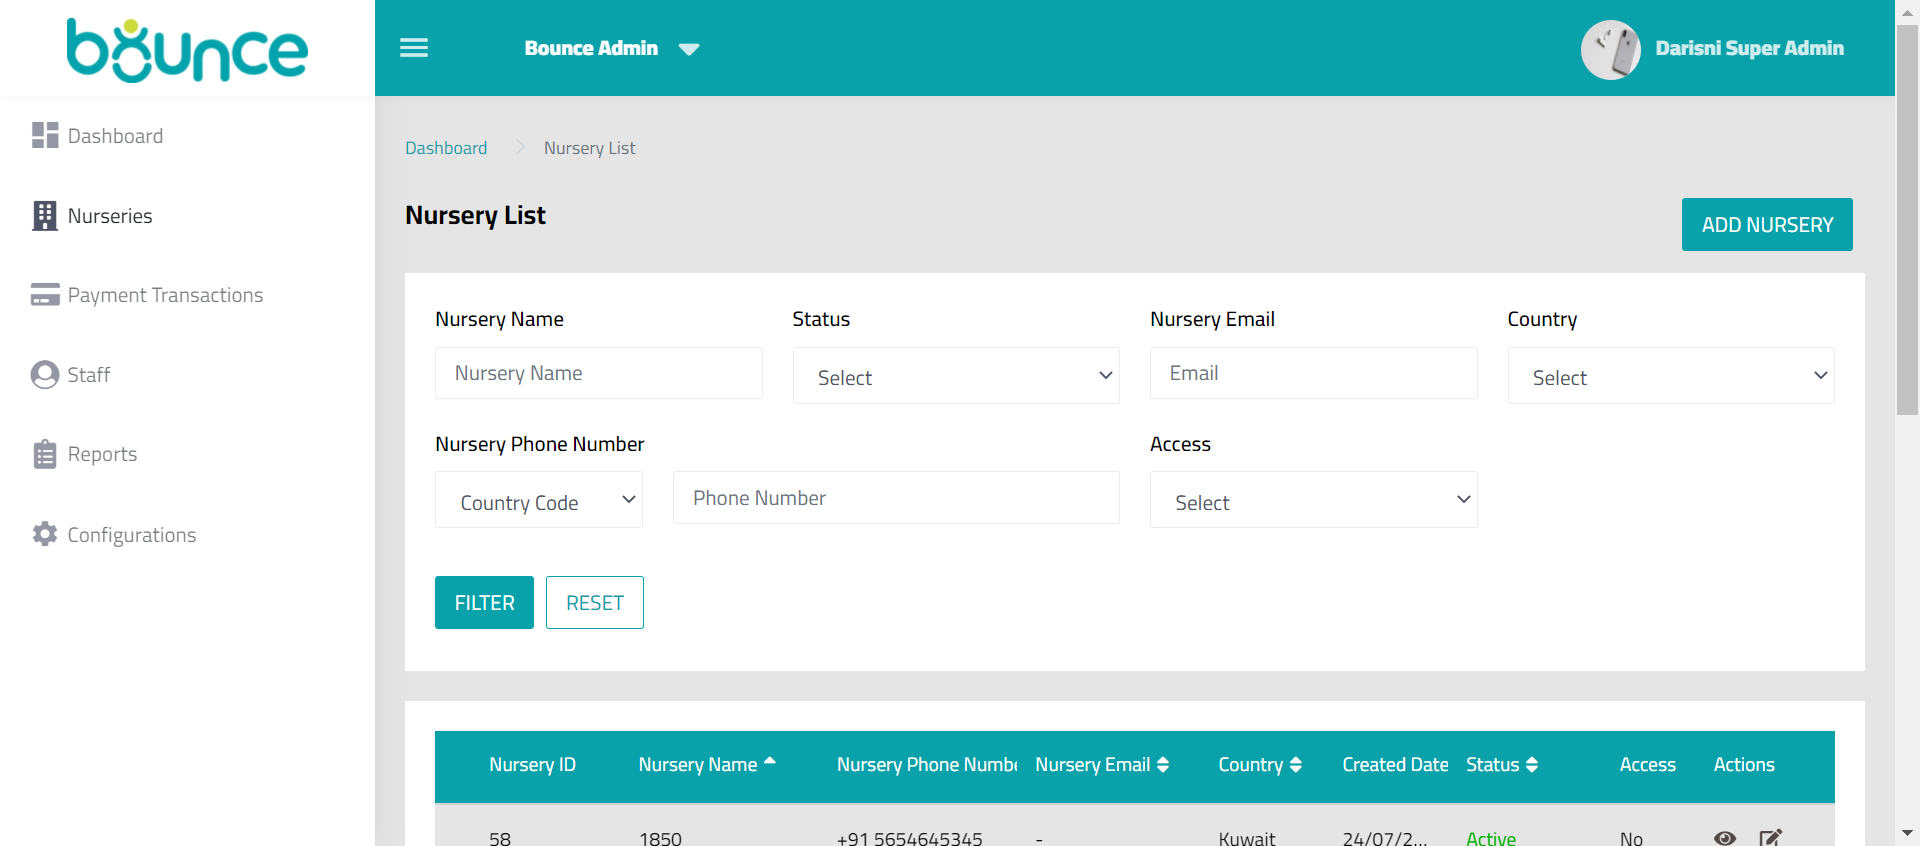 bounce
Bounce Admin
Darisni Super Admin
Dashboard
Nurseries
Payment Transactions
Staff
Reports
Configurations
Dashboard
Nursery List
Nursery List
ADD NURSERY
Nursery Name
Status
Nursery Email
Country
Nursery Name
Select
Email
Select
Nursery Phone Number
Access
Country Code
Phone Number
Select
FILTER
RESET
Nursery ID
Nursery Name
Nursery Phone Numbe
Nursery Email
Country
Created Date
Status
Access
Actions
58
1850
+91 5654645345
-
Kuwait
24/07/2...
Active
No